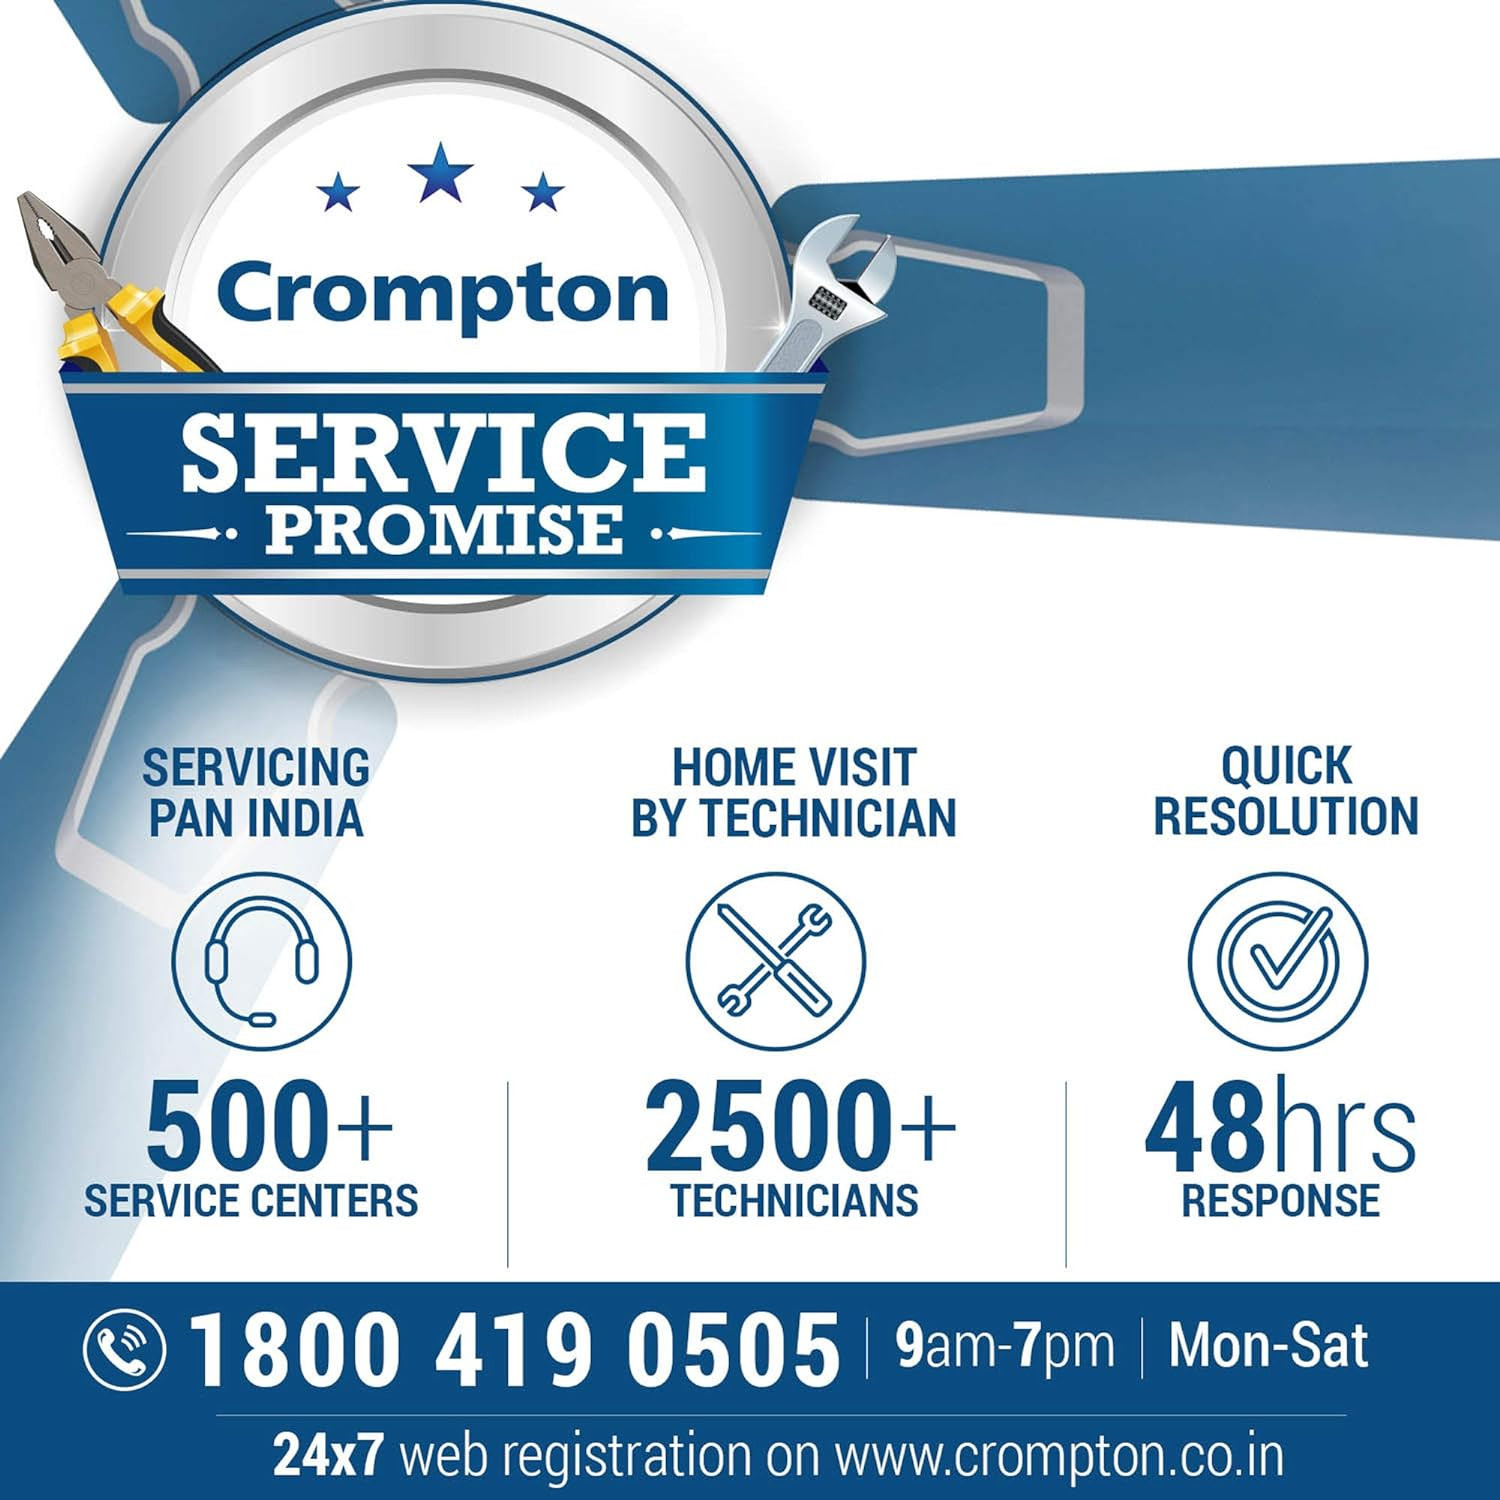 Crompton
SERVICE
PROMISE
SERVICING
PAN INDIA
500+
SERVICE CENTERS
HOME VISIT
BY TECHNICIAN
2500+
TECHNICIANS
QUICK
RESOLUTION
48hrs
RESPONSE
1800 419 0505 | 9am-7pm | Mon-Sat
24x7 web registration on www.crompton.co.in